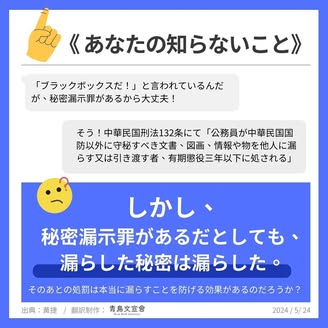 《あなたの知らないこと》
「ブラックボックスだ！」と言われているんだ
が、秘密漏示罪があるから大丈夫！
そう！中華民国刑法132条にて「公務員が中華民国国
防以外に守秘すべき文書、図画、情報や物を他人に漏
らす又は引き渡す者、有期懲役三年以下に処される」
しかし、
秘密漏示罪があるだとしても、
漏らした秘密は漏らした。
そのあとの処罰は本当に漏らすことを防げる効果があるのだろうか？
出典：黃捷 / 翻訳制作： 青鳥文宣會
2024 / 5 / 24